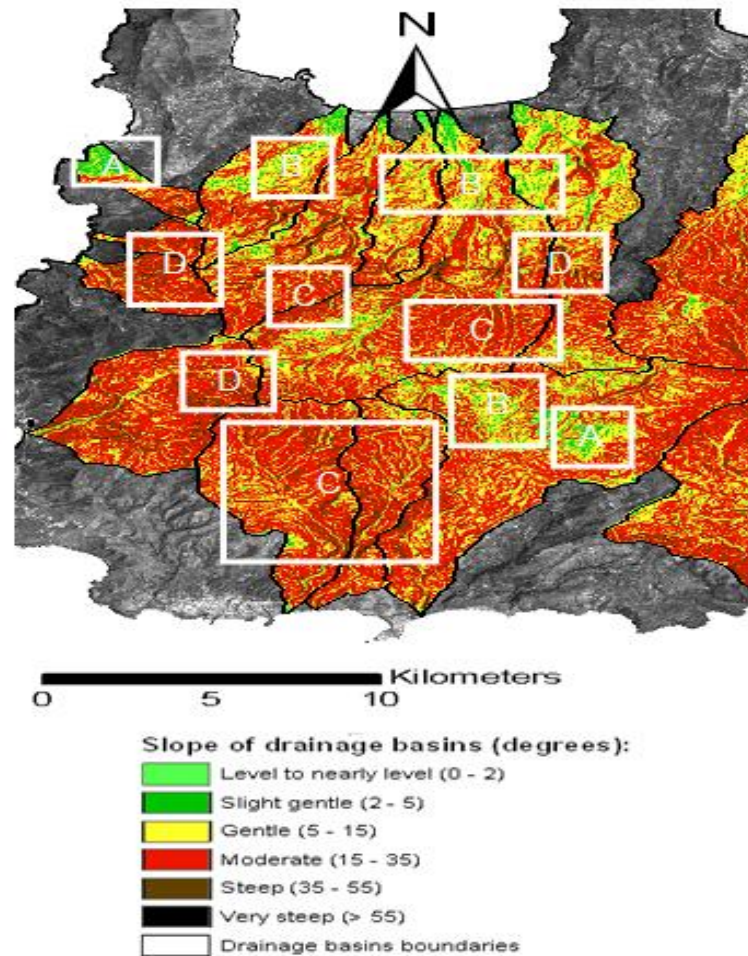 N
A
B
B
D
D
C
C
D
B
A
C
Kilometers
0 5 10
Slope of drainage basins (degrees):
Level to nearly level (0 - 2)
Slight gentle (2 - 5)
Gentle (5 - 15)
Moderate (15 - 35)
Steep (35 - 55)
Very steep (> 55)
Drainage basins boundaries